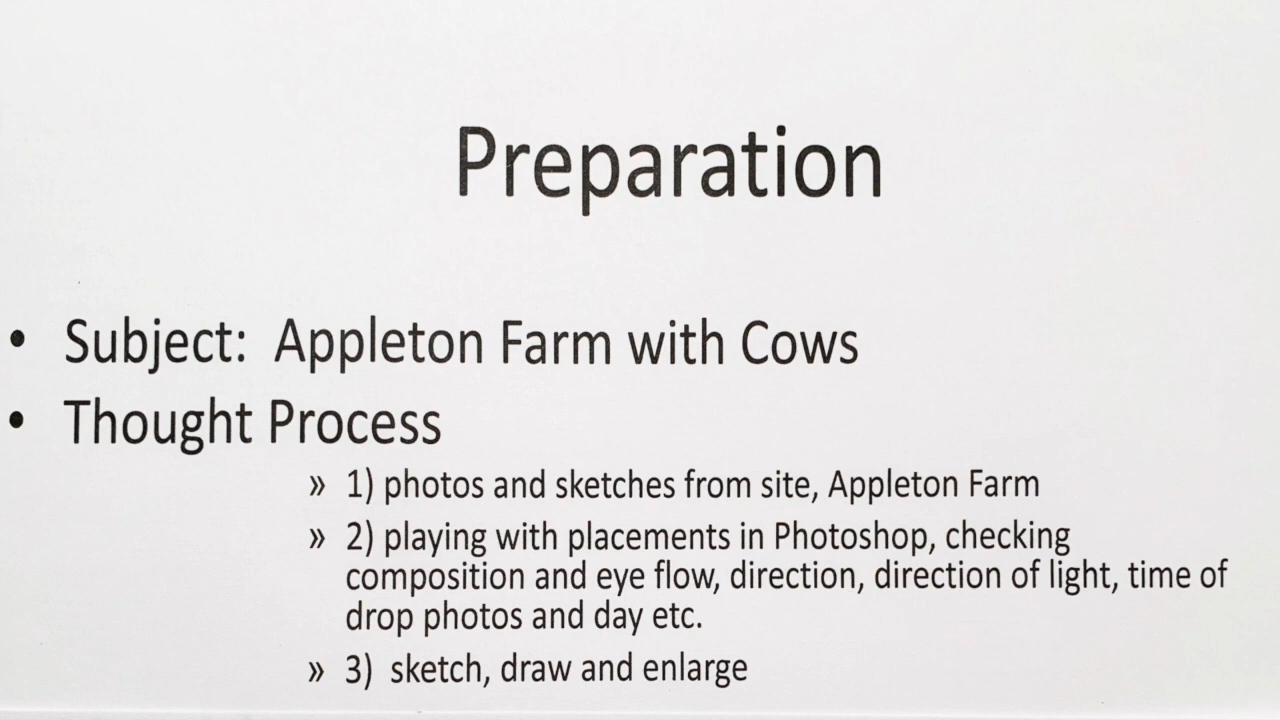 Preparation
• Subject:  Appleton Farm with Cows
• Thought Process
» 1) photos and sketches from site, Appleton Farm
» 2) playing with placements in Photoshop, checking
composition and eye flow, direction, direction of light, time of
drop photos and day etc.
» 3)  sketch, draw and enlarge